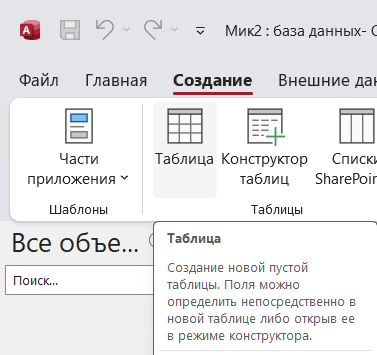 Мик2 : база данных- C
Файл Главная Создание Внешние данн
Части приложения
Таблица
Конструктор таблиц
Списки SharePoin
Шаблоны
Таблицы
Все объе...
Поиск...
Таблица
Создание новой пустой
таблицы. Поля можно
определить непосредственно в
новой таблице либо открыв ее
в режиме конструктора.